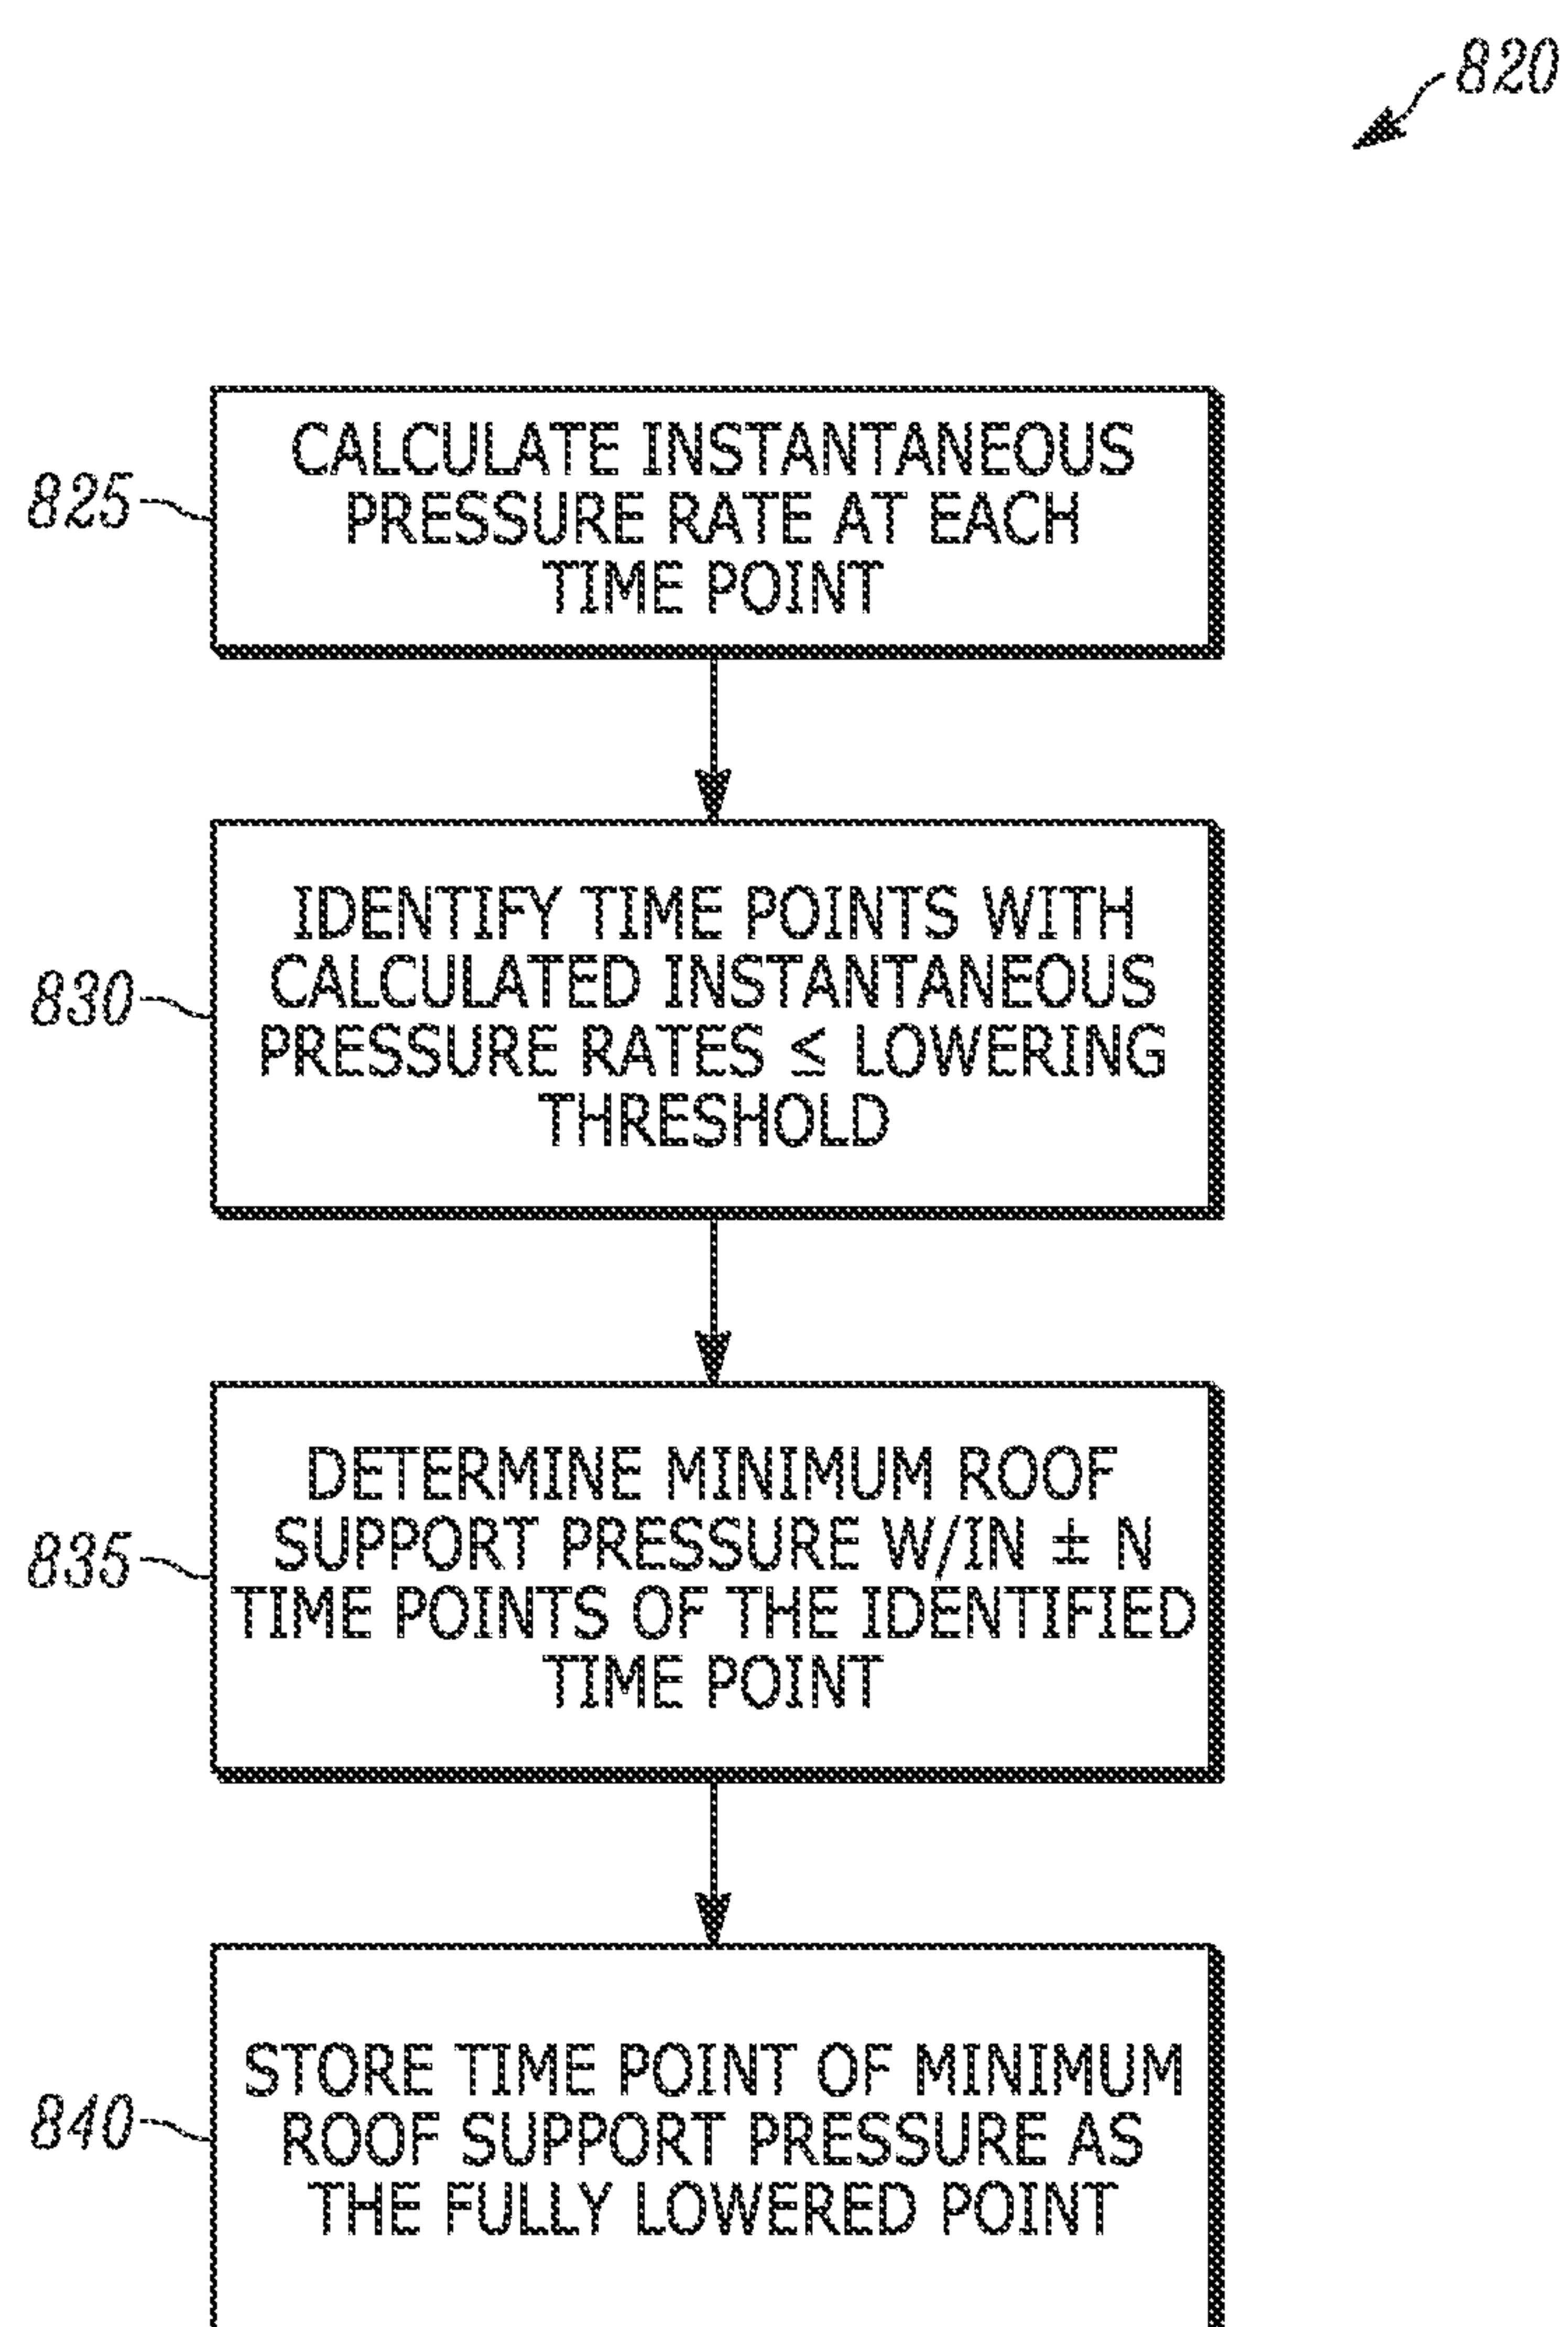 820
825
CALCULATE INSTANTANEOUS
PRESSURE RATE AT EACH
TIME POINT
830
IDENTIFY TIME POINTS WITH
CALCULATED INSTANTANEOUS
PRESSURE RATES ≤ LOWERING
THRESHOLD
835
DETERMINE MINIMUM ROOF
SUPPORT PRESSURE W/IN ± N
TIME POINTS OF THE IDENTIFIED
TIME POINT
840
STORE TIME POINT OF MINIMUM
ROOF SUPPORT PRESSURE AS
THE FULLY LOWERED POINT